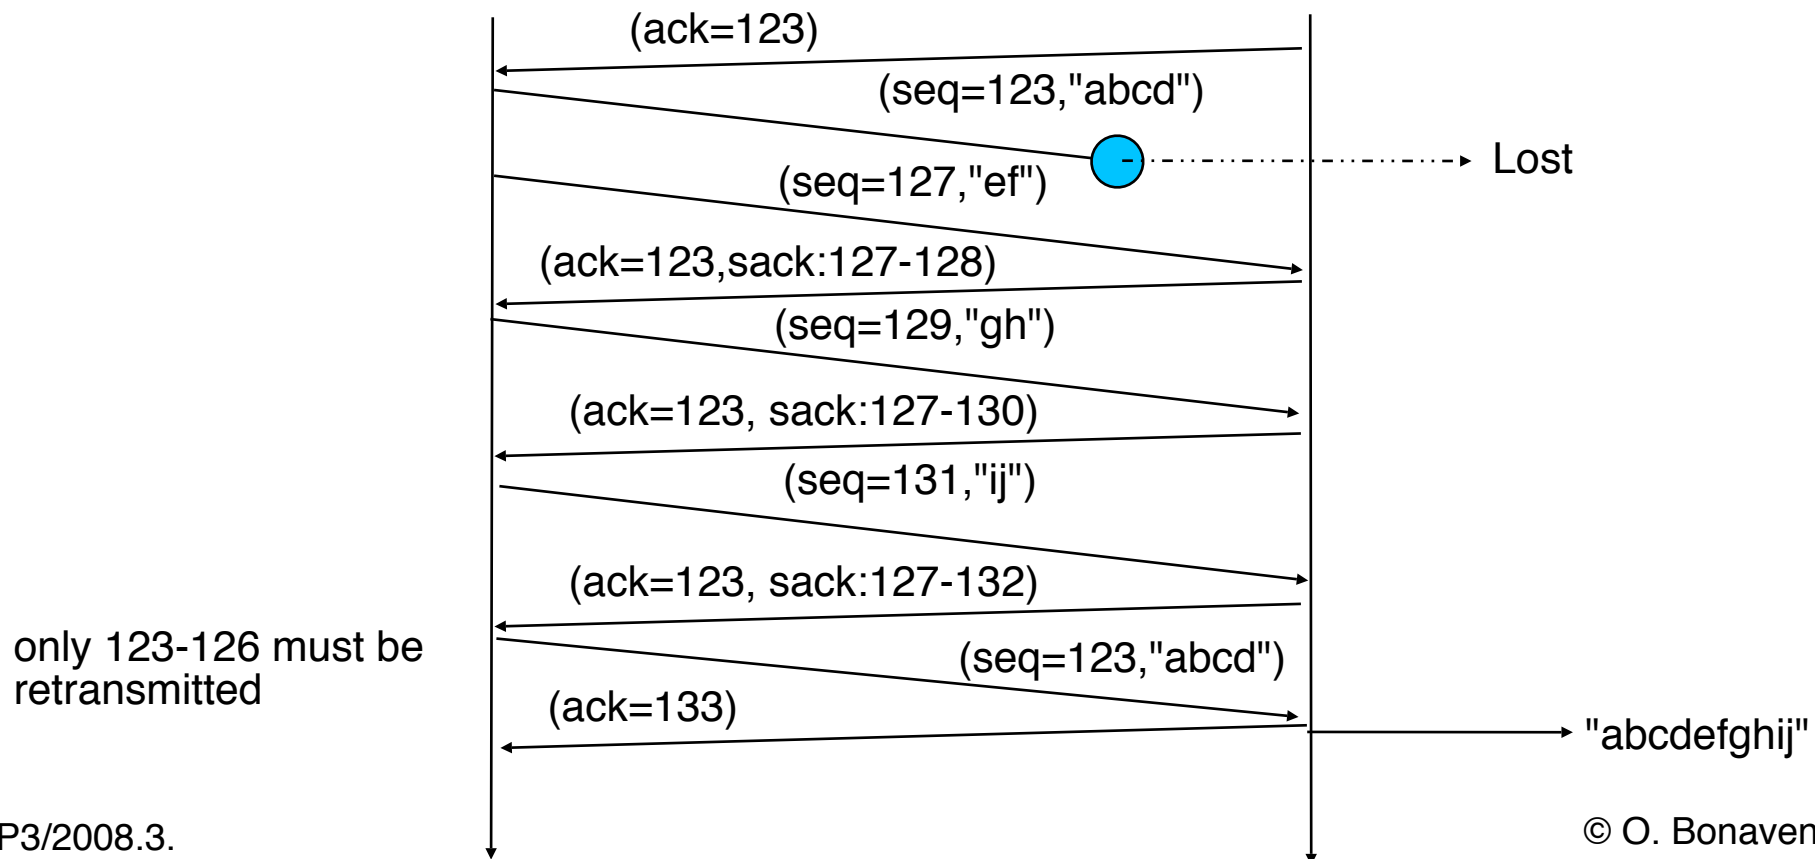 (ack=123)
(seq=123,"abcd")
Lost
(seq=127,"ef")
(ack=123,sack:127-128)
(seq=129,"gh")
(ack=123, sack:127-130)
(seq=131,"ij")
(ack=123, sack:127-132)
only 123-126 must be
retransmitted
(seq=123,"abcd")
(ack=133)
"abcdefghij"
P3/2008.3.
© O. Bonaven